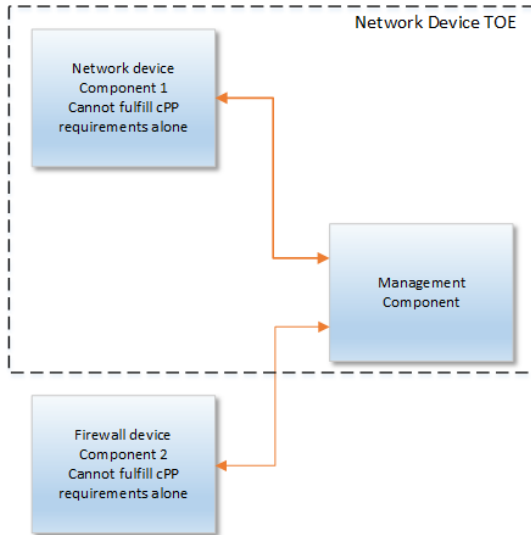 Network Device TOE
Network device
Component 1
Cannot fulfill cPP
requirements alone
Management
Component
Firewall device
Component 2
Cannot fulfill cPP
requirements alone